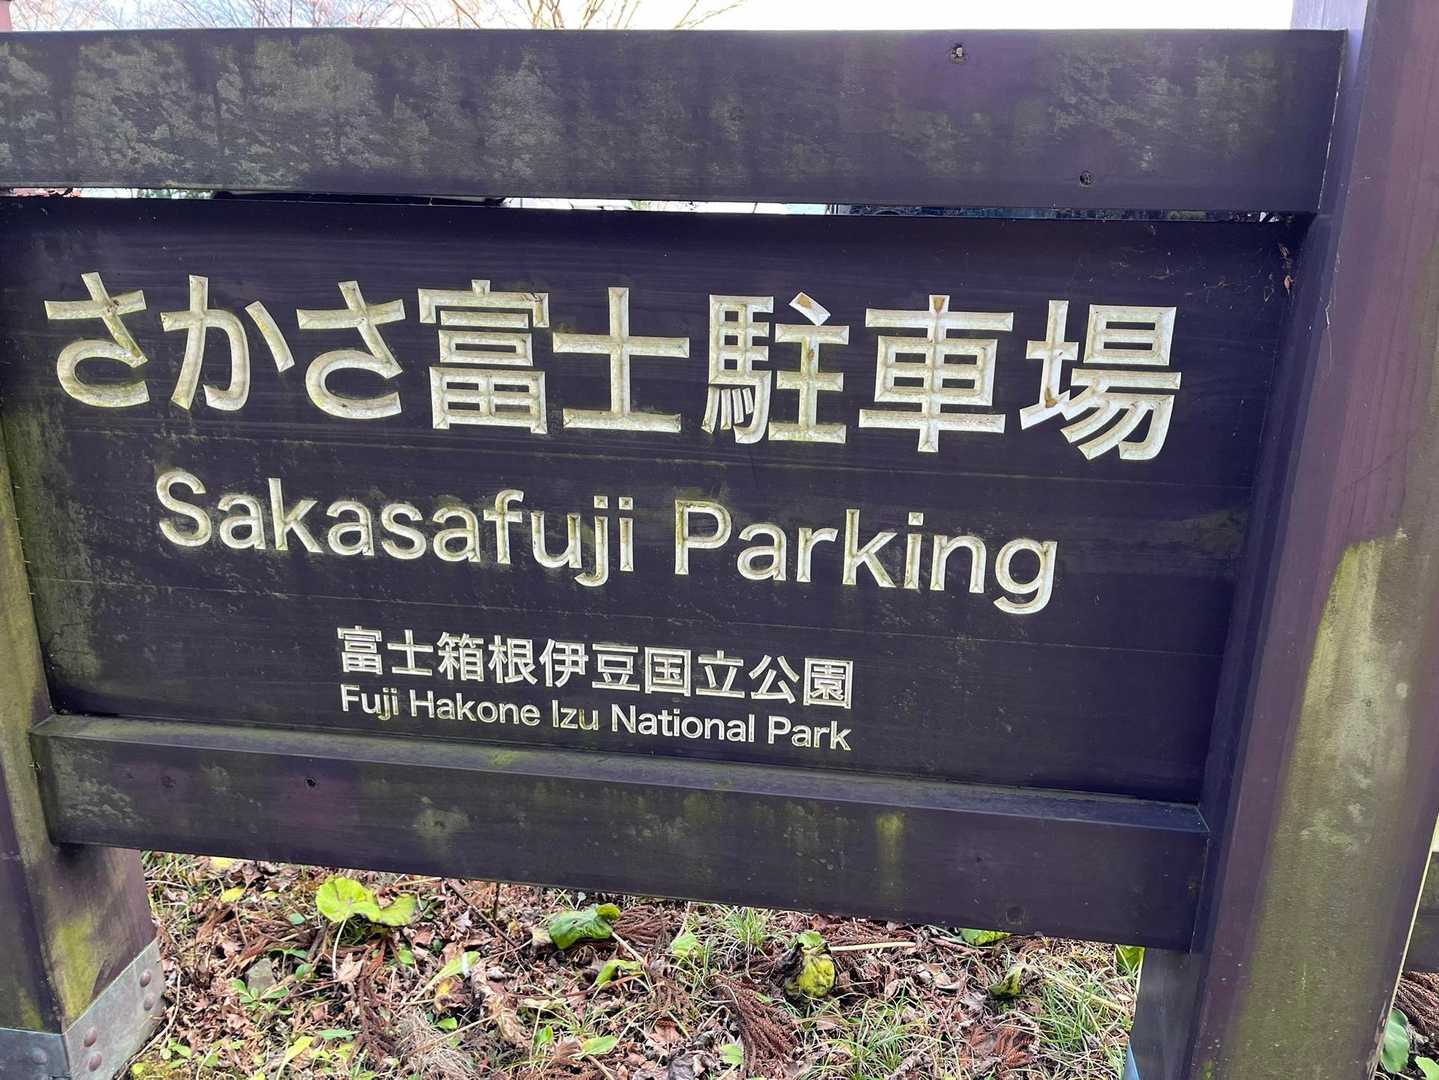 さかさ富士駐車場
Sakasafuji Parking
富士箱根伊豆国立公園
Fuji Hakone Izu National Park